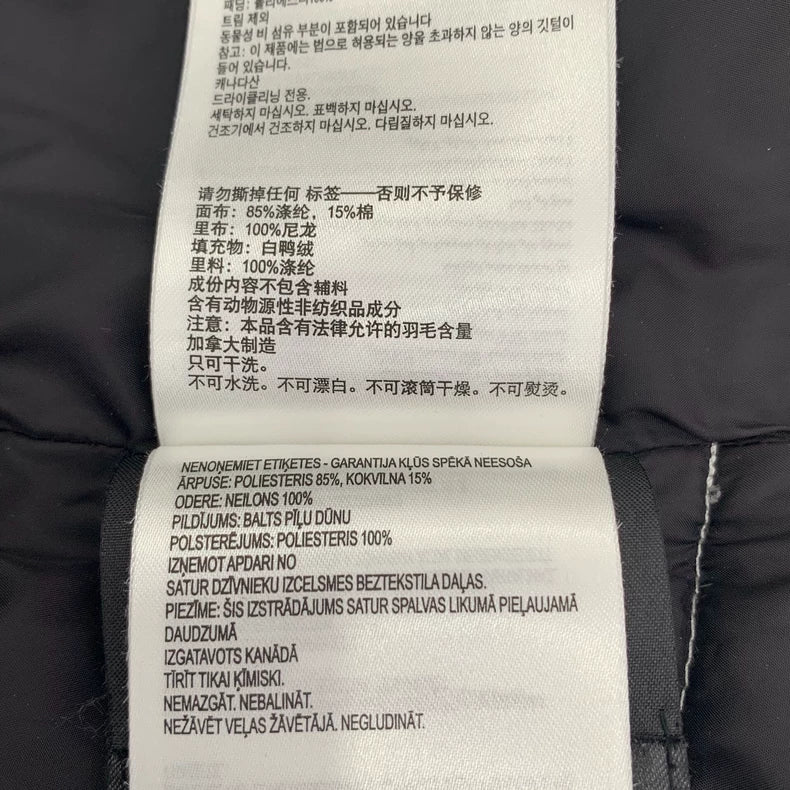 패딩: 폴리에스터100%
트림 제외
동물성 비 섬유 부분이 포함되어 있습니다
참고: 이 제품에는 법으로 허용되는 양을 초과하지 않는 양의 깃털이
들어 있습니다.
캐나다산
드라이클리닝 전용.
세탁하지 마십시오. 표백하지 마십시오.
건조기에서 건조하지 마십시오. 다림질하지 마십시오.
请勿撕掉任何 标签——否则不予保修
面布：85%涤纶，15%棉
里布：100%尼龙
填充物：白鸭绒
里料：100%涤纶
成份内容不包含輔料
含有动物源性非纺织品成分
注意：本品含有法律允许的羽毛含量
加拿大制造
只可干洗。
不可水洗。不可漂白。不可滚筒干燥。不可熨烫。
NENOŅEMIET ETIĶETES - GARANTIJA KĻŪS SPĒKĀ NEESOŠA
ĀRPUSE: POLIESTERIS 85%, KOKVILNA 15%
ODERE: NEILONS 100%
PILDĪJUMS: BALTS PĪĻU DŪNU
POLSTERĒJUMS: POLIESTERIS 100%
IZŅEMOT APDARI NO
SATUR DZĪVNIEKU IZCELSMES BEZTEKSTILA DAĻAS.
PIEZĪME: ŠIS IZSTRĀDĀJUMS SATUR SPALVAS LIKUMĀ PIEĻAUJAMĀ
DAUDZUMĀ
IZGATAVOTS KANĀDĀ
TĪRĪT TIKAI ĶĪMISKI.
NEMAZGĀT. NEBALINĀT.
NEŽĀVĒT VEĻAS ŽĀVĒTĀJĀ. NEGLUDINĀT.